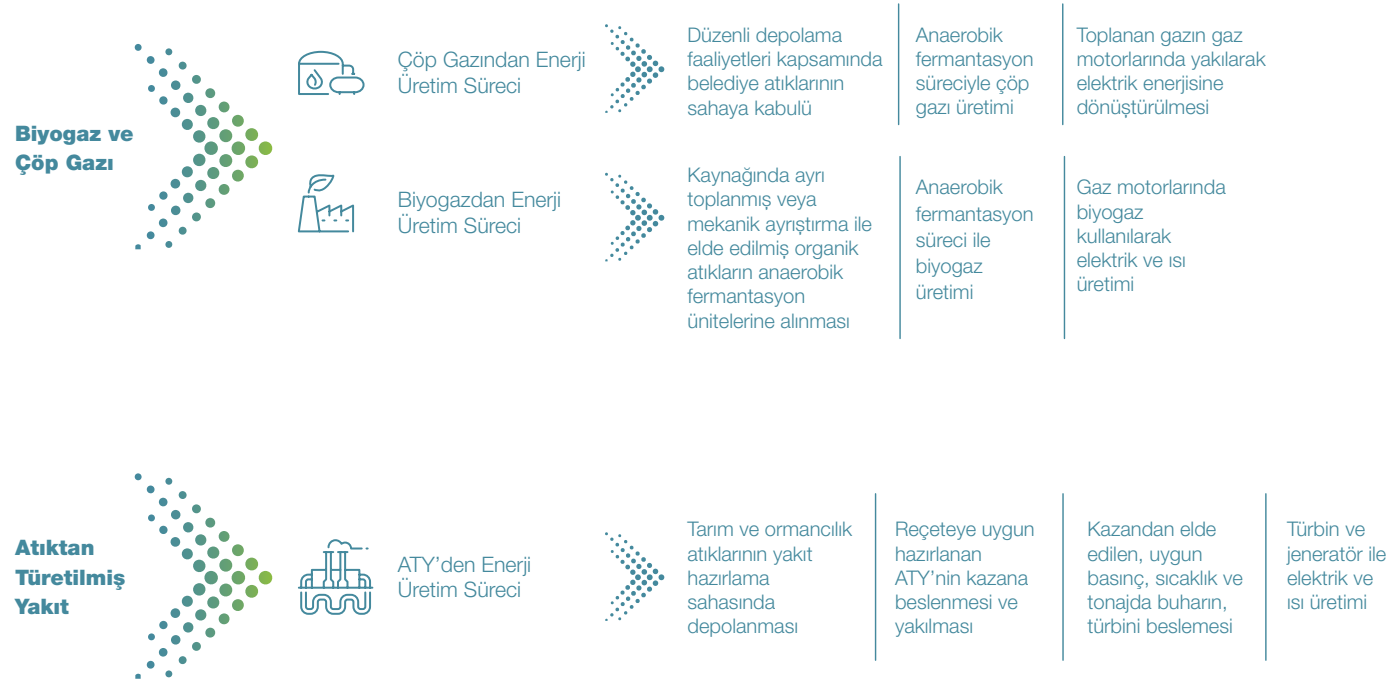 Biyogaz ve
Çöp Gazı
Çöp Gazından Enerji
Üretim Süreci
Düzenli depolama
faaliyetleri kapsamında
belediye atıklarının
sahaya kabulü
Anaerobik
fermantasyon
süreciyle çöp
gazı üretimi
Toplanan gazın gaz
motorlarında yakılarak
elektrik enerjisine
dönüştürülmesi
Biyogazdan Enerji
Üretim Süreci
Kaynağında ayrı
toplanmış veya
mekanik ayrıştırma ile
elde edilmiş organik
atıkların anaerobik
fermantasyon
ünitelerine alınması
Anaerobik
fermantasyon
süreci ile
biyogaz
üretimi
Gaz motorlarında
biyogaz
kullanılarak
elektrik ve ısı
üretimi
Atıktan
Türetilmiş
Yakıt
ATY’den Enerji
Üretim Süreci
Tarım ve ormancılık
atıklarının yakıt
hazırlama
sahasında
depolanması
Reçeteye uygun
hazırlanan
ATY’nin kazana
beslenmesi ve
yakılması
Kazandan elde
edilen, uygun
basınç, sıcaklık ve
tonajda buharın,
türbini beslemesi
Türbin ve
jeneratör ile
elektrik ve
ısı üretimi